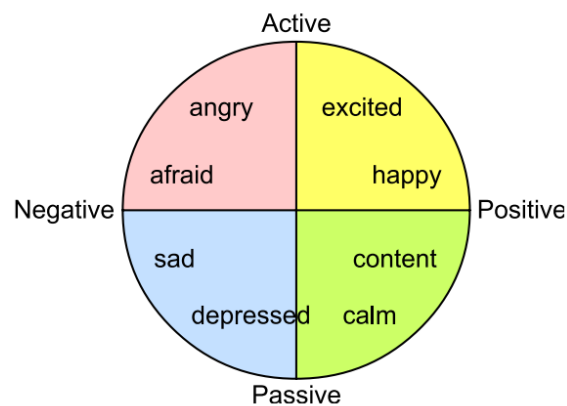 Active
angry excited
afraid happy
Negative Positive
sad content
depressed calm
Passive